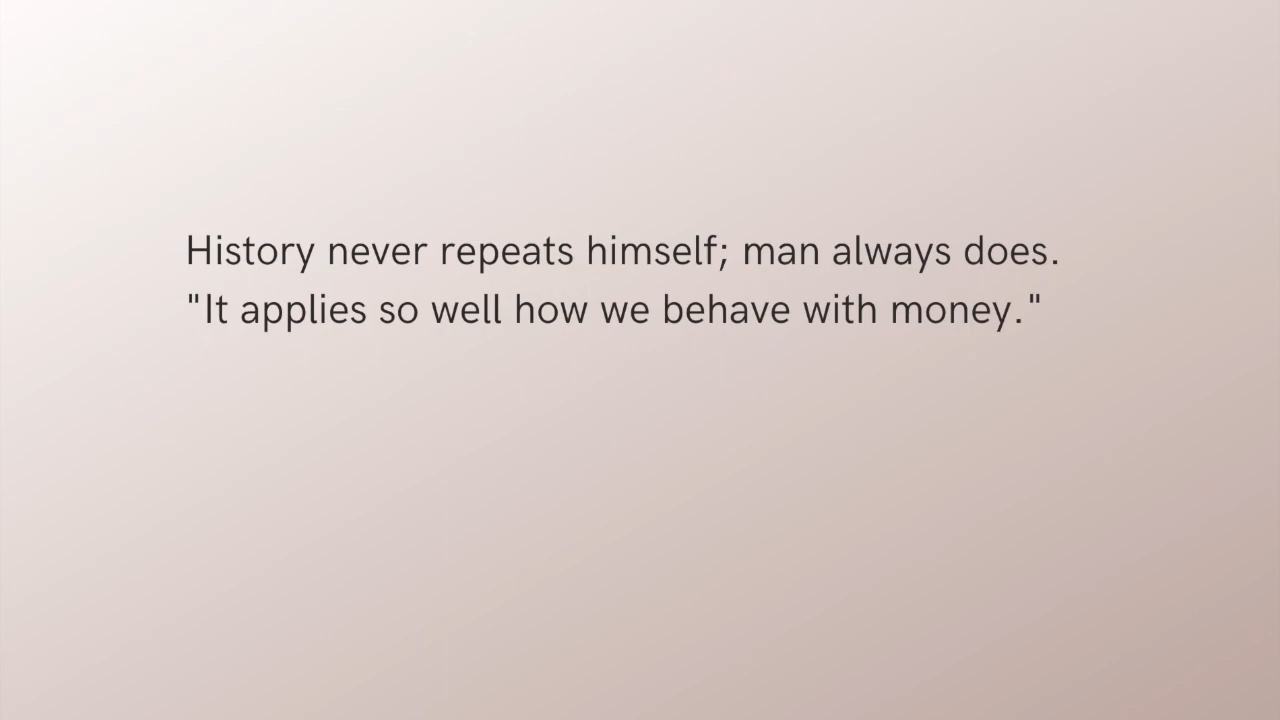 History never repeats himself; man always does.
"It applies so well how we behave with money."